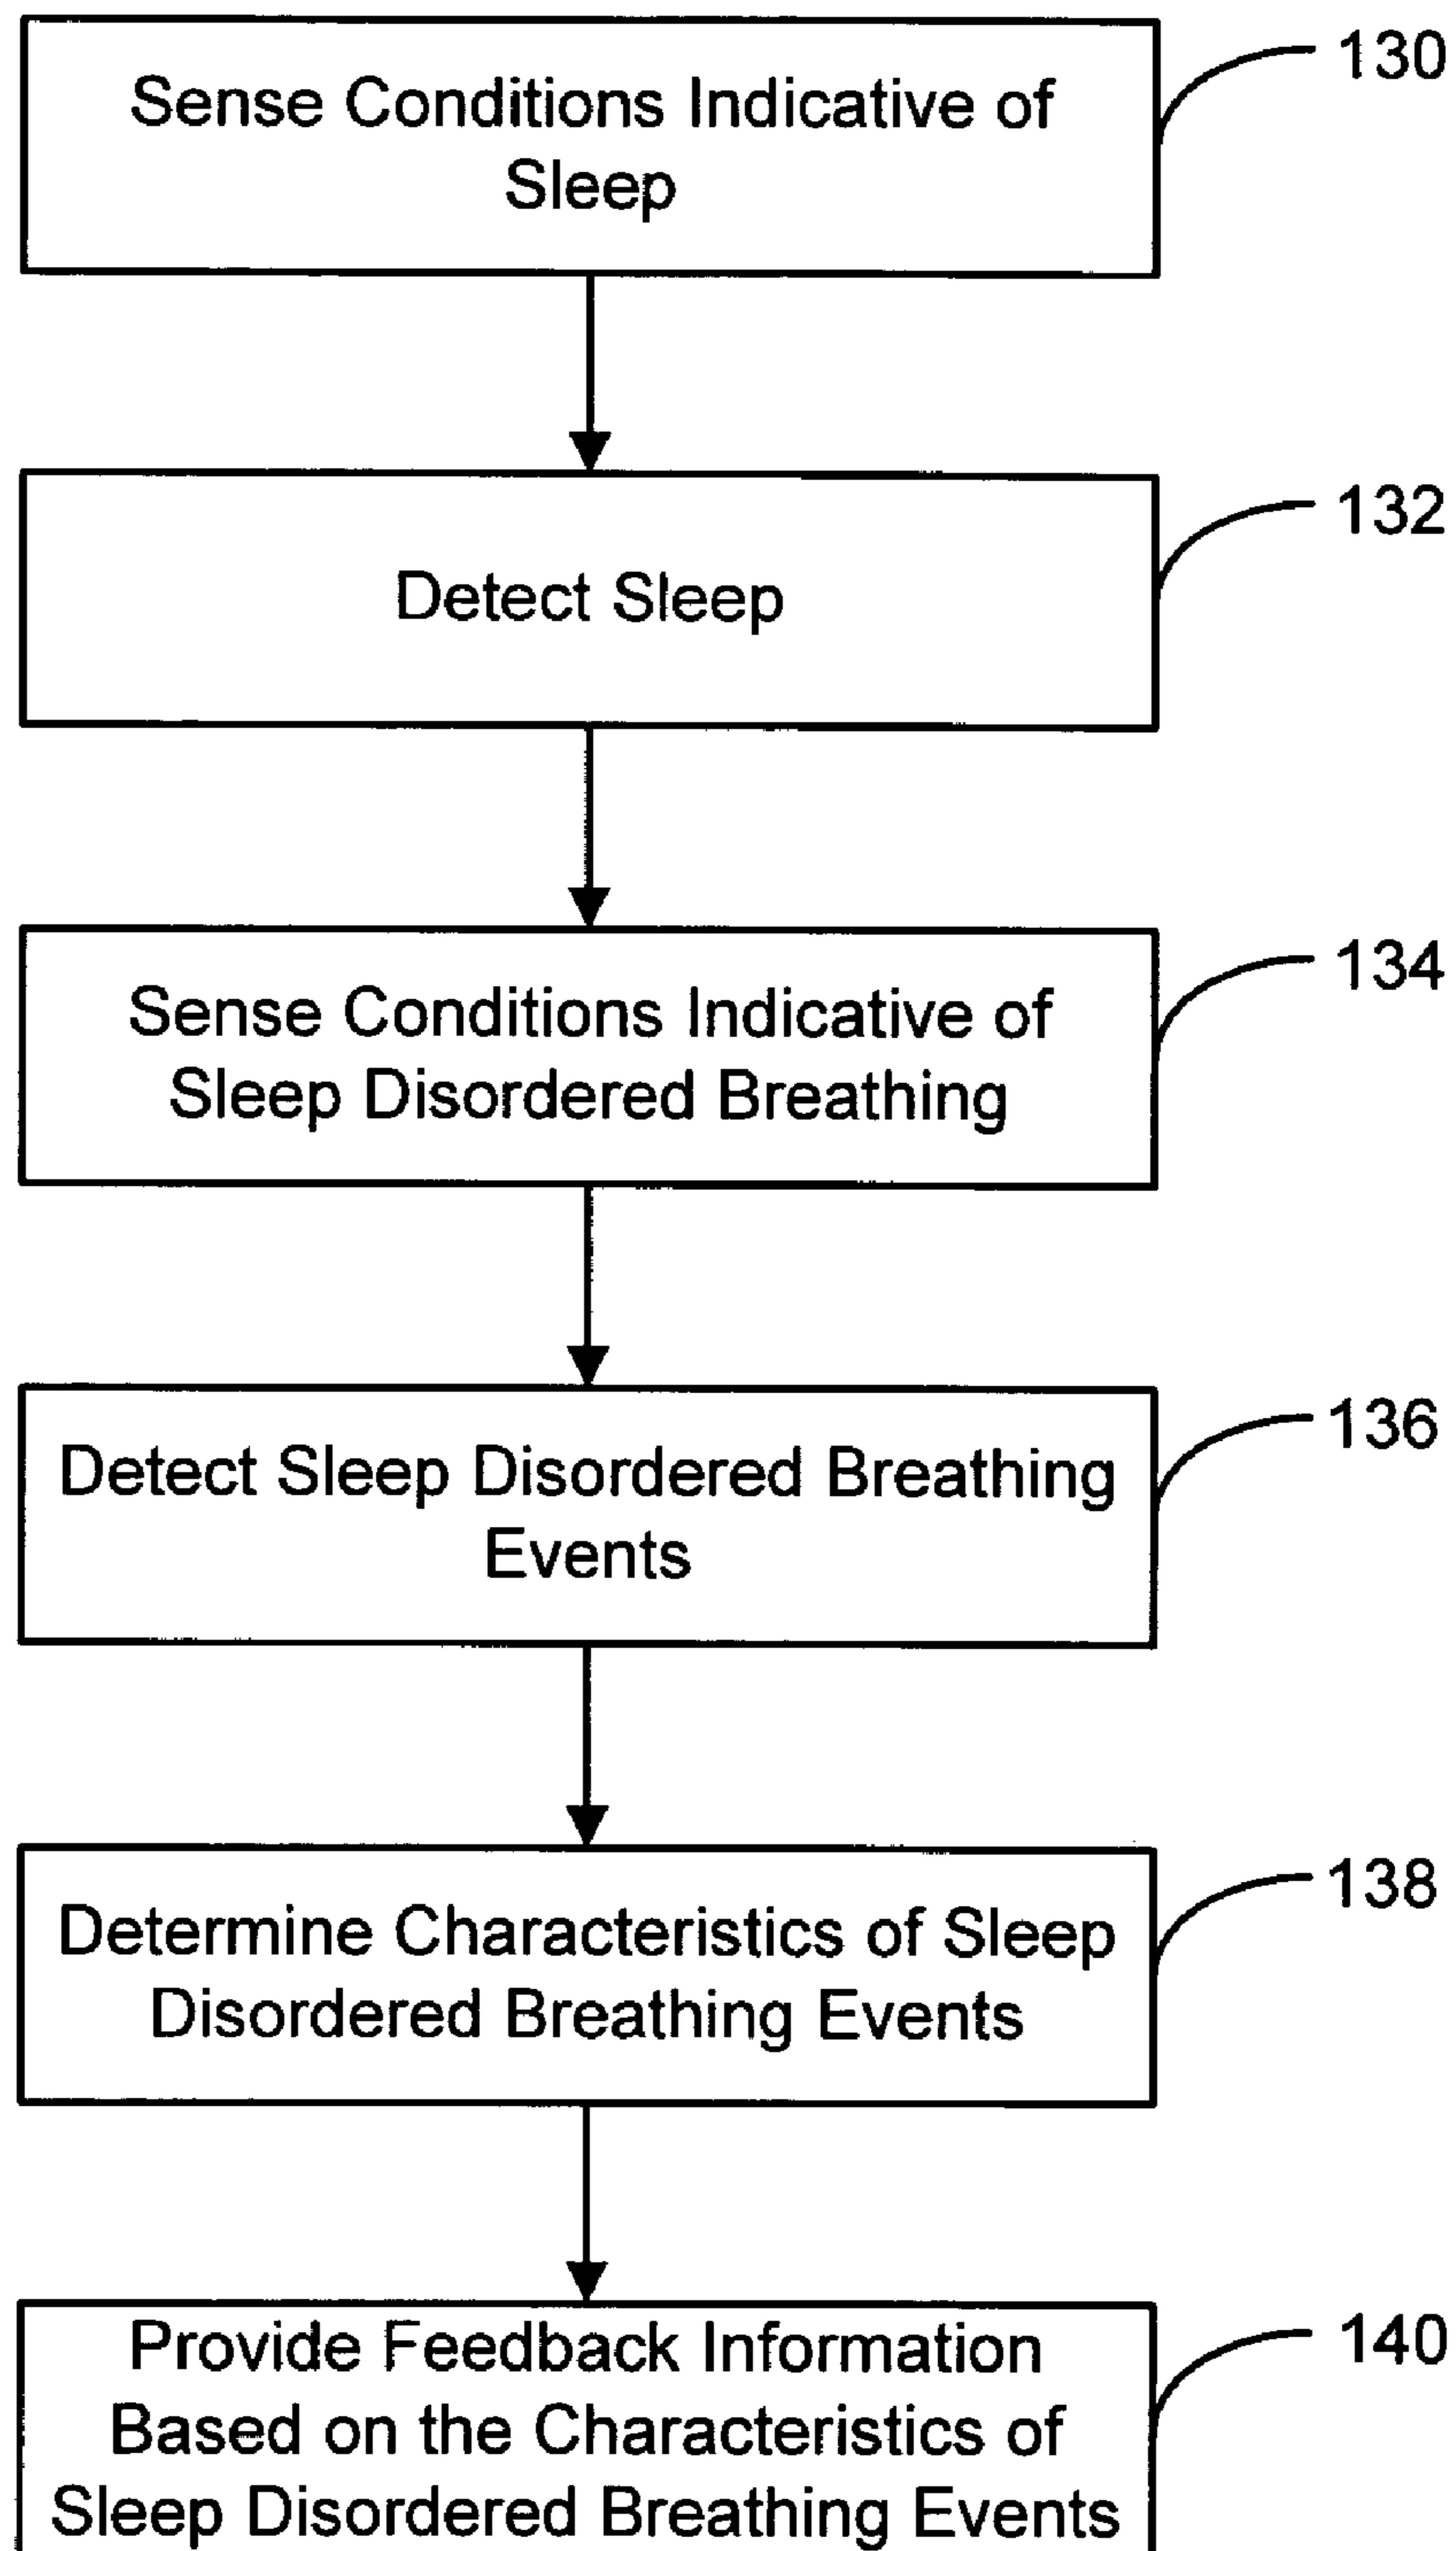 Sense Conditions Indicative of
Sleep
130
Detect Sleep
132
Sense Conditions Indicative of
Sleep Disordered Breathing
134
Detect Sleep Disordered Breathing
Events
136
Determine Characteristics of Sleep
Disordered Breathing Events
138
Provide Feedback Information
Based on the Characteristics of
Sleep Disordered Breathing Events
140